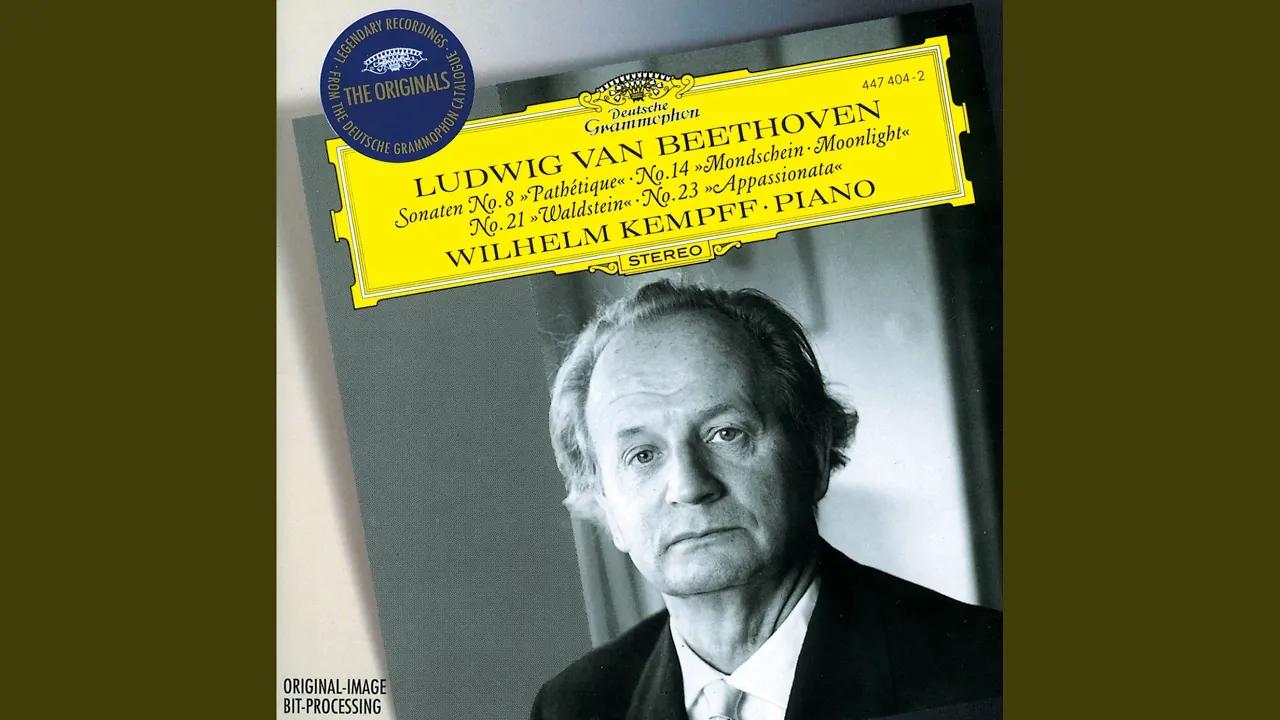 LEGENDARY RECORDINGS
THE ORIGINALS
FROM THE DEUTSCHE GRAMMOPHON CATALOGUE
447 404-2
Deutsche
Grammophon
LUDWIG VAN BEETHOVEN
Sonaten No. 8 »Pathétique« · No. 14 »Mondschein · Moonlight«
No. 21 »Waldstein« · No. 23 »Appassionata«
WILHELM KEMPFF · PIANO
STEREO
ORIGINAL-IMAGE
BIT-PROCESSING